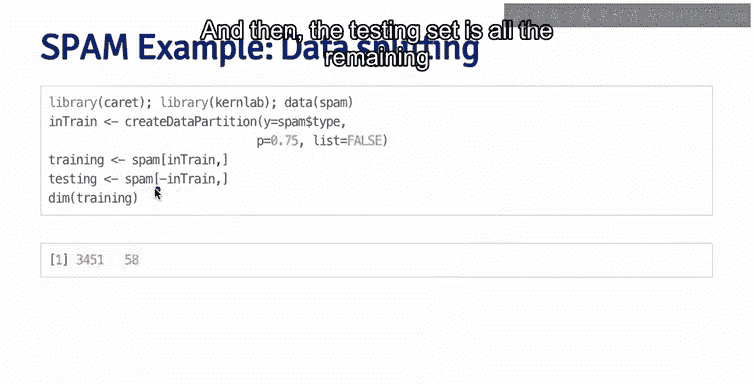 And then, the testing set is all the
remaining
SPAM Example: Data splitting
library(caret); library(kernlab); data(spam)
inTrain <- createDataPartition(y=spam$type,
p=0.75, list=FALSE)
training <- spam[inTrain,]
testing <- spam[-inTrain,]
dim(training)
[1] 3451 58